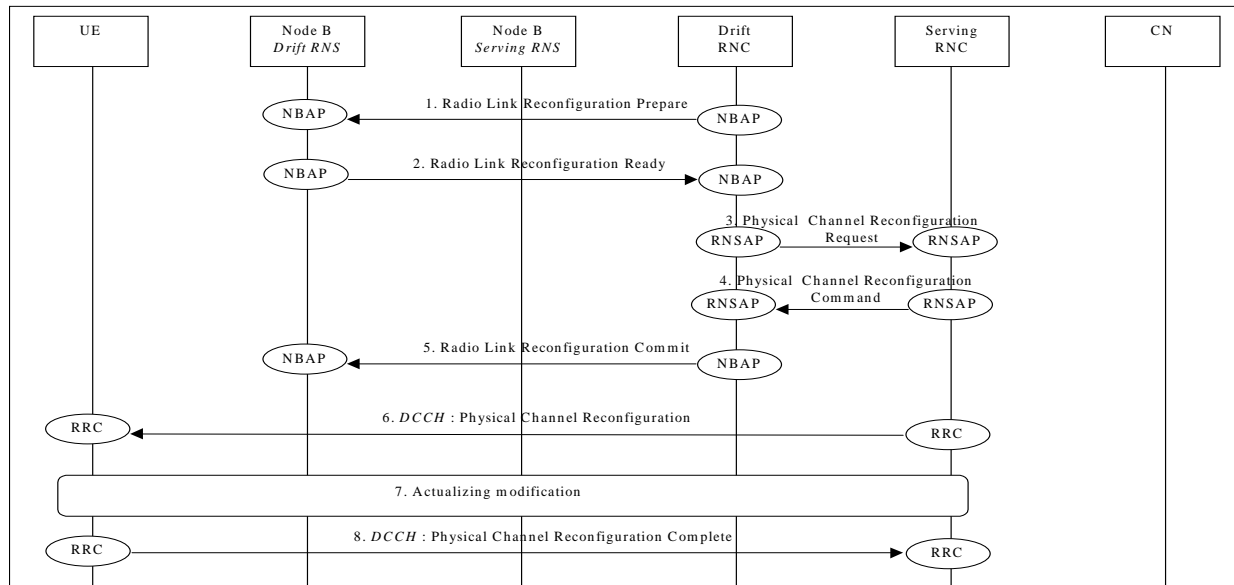 UE
Node B
Drift RNS
Node B
Serving RNS
Drift
RNC
Serving
RNC
CN
1. Radio Link Reconfiguration Prepare
NBAP
NBAP
2. Radio Link Reconfiguration Ready
NBAP
NBAP
3. Physical Channel Reconfiguration
Request
RNSAP
RNSAP
4. Physical Channel Reconfiguration
Command
RNSAP
RNSAP
5. Radio Link Reconfiguration Commit
NBAP
NBAP
6. DCCH : Physical Channel Reconfiguration
RRC
RRC
7. Actualizing modification
8. DCCH : Physical Channel Reconfiguration Complete
RRC
RRC